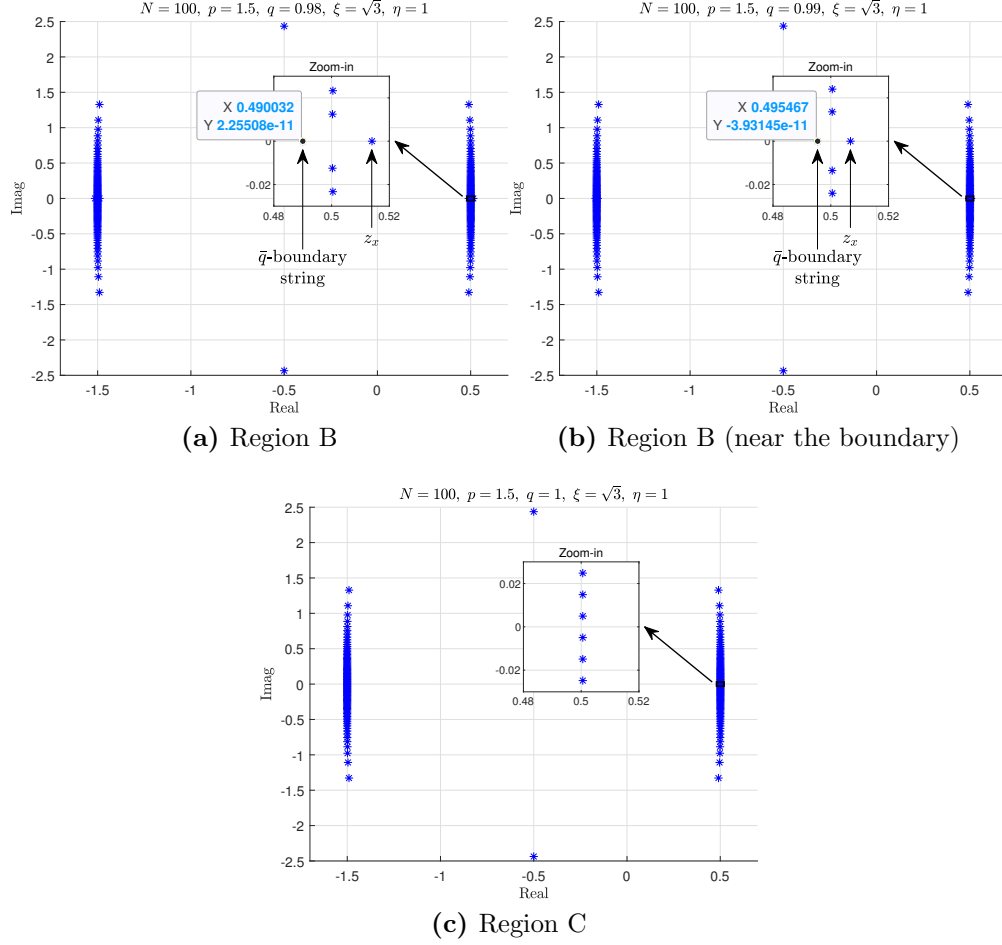 N = 100, p = 1.5, q = 0.98, ξ = √3, η = 1
2.5
2
1.5
1
0.5
0
-0.5
-1
-1.5
-2
-2.5
Imag
-1.5
-1
-0.5
0
0.5
Real
Zoom-in
X 0.490032
Y 2.25508e-11
0
-0.02
0.48
0.5
0.52
z_x
q̄-boundary
string
(a) Region B
N = 100, p = 1.5, q = 0.99, ξ = √3, η = 1
2.5
2
1.5
1
0.5
0
-0.5
-1
-1.5
-2
-2.5
Imag
-1.5
-1
-0.5
0
0.5
Real
Zoom-in
X 0.495467
Y -3.93145e-11
0
-0.02
0.48
0.5
0.52
z_x
q̄-boundary
string
(b) Region B (near the boundary)
N = 100, p = 1.5, q = 1, ξ = √3, η = 1
2.5
2
1.5
1
0.5
0
-0.5
-1
-1.5
-2
-2.5
Imag
-1.5
-1
-0.5
0
0.5
Real
Zoom-in
0.02
0
-0.02
0.48
0.5
0.52
(c) Region C